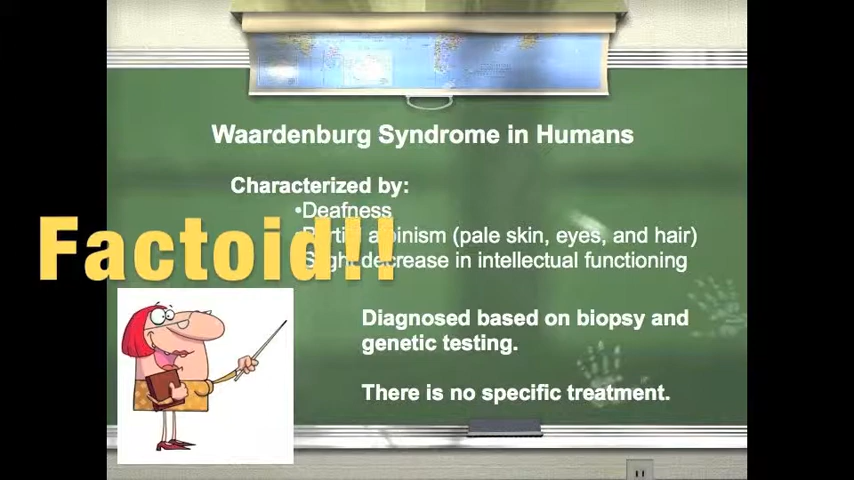 Waardenburg Syndrome in Humans
Characterized by:
•Deafness
albinism (pale skin, eyes, and hair)
decrease in intellectual functioning
Factoid!!
Diagnosed based on biopsy and
genetic testing.
There is no specific treatment.